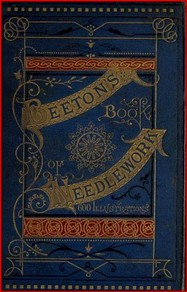 BEETON'S
BOOK
OF
NEEDLEWORK
600 ILLUSTRATIONS